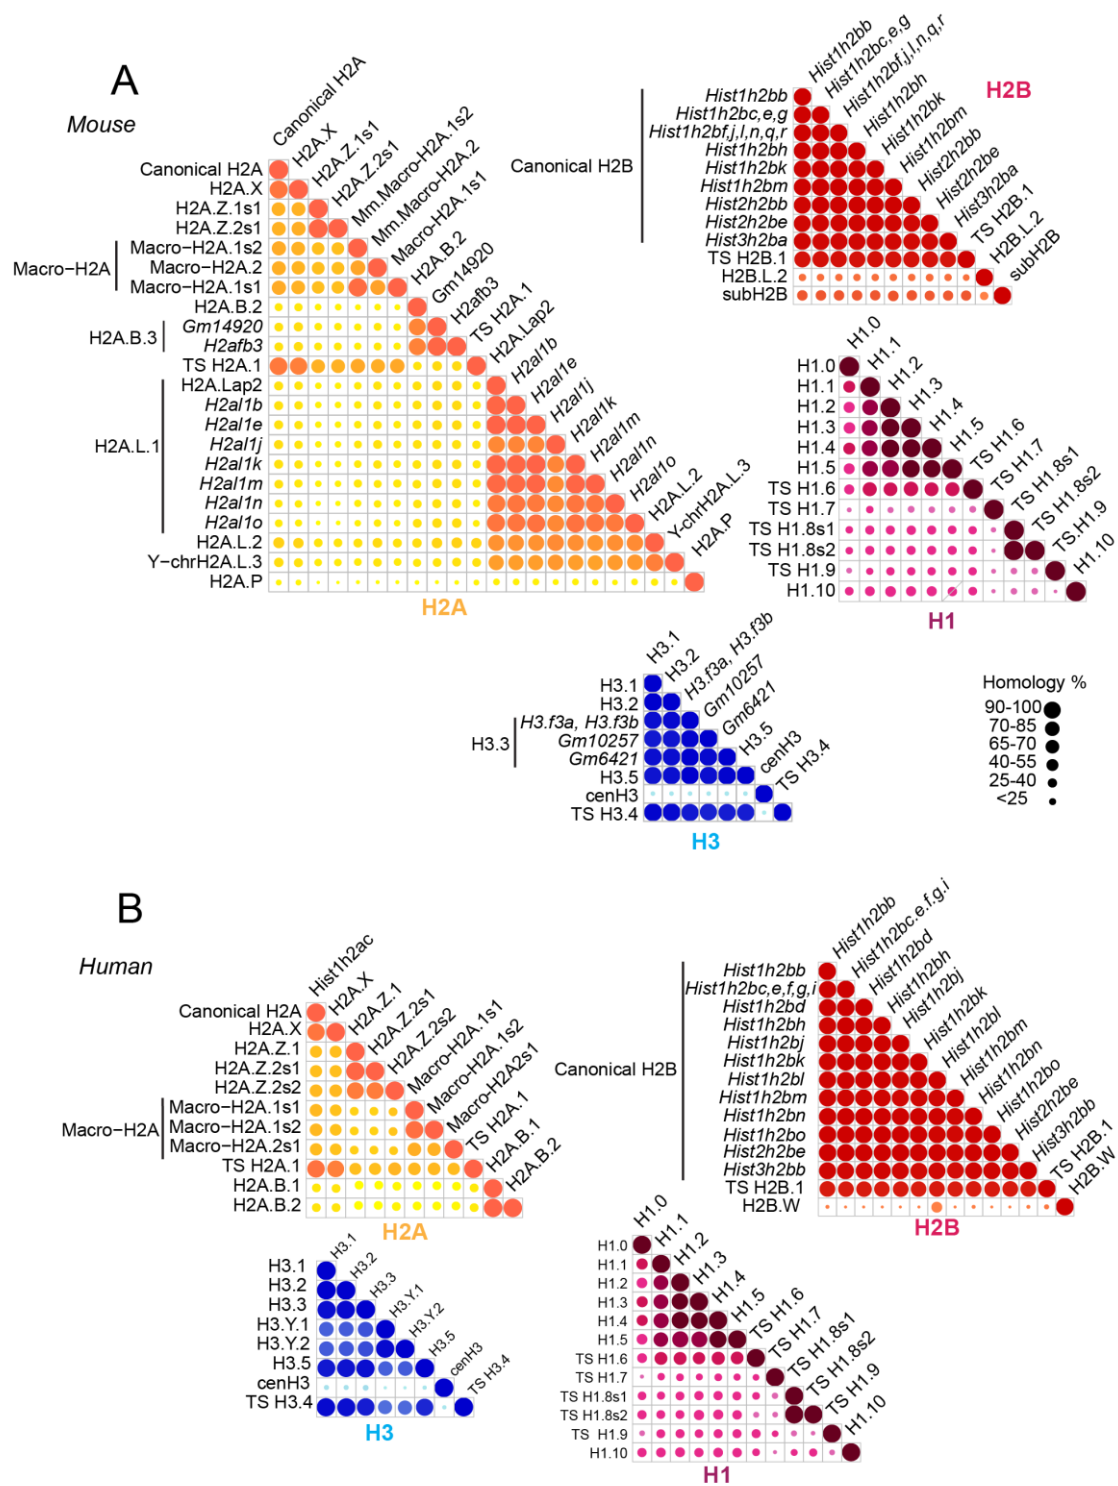 A
Mouse
Canonical H2A
H2A.X
H2A.Z.1s1
H2A.Z.2s1
Mm.Macro-H2A.1s2
Mm.Macro-H2A.2
Macro-H2A.1s1
H2A.B.2
Gm14920
H2afb3
TS H2A.1
H2A.Lap2
H2al1b
H2al1e
H2al1j
H2al1k
H2al1m
H2al1n
H2al1o
H2A.L.2
Y-chrH2A.L.3
H2A.P
Canonical H2A
H2A.X
H2A.Z.1s1
H2A.Z.2s1
Macro-H2A
Macro-H2A.1s2
Macro-H2A.2
Macro-H2A.1s1
H2A.B.2
H2A.B.3
Gm14920
H2afb3
TS H2A.1
H2A.L.1
H2A.Lap2
H2al1b
H2al1e
H2al1j
H2al1k
H2al1m
H2al1n
H2al1o
H2A.L.2
Y-chrH2A.L.3
H2A.P
H2A
Hist1h2bb
Hist1h2bc,e,g
Hist1h2bf,j,l,n,q,r
Hist1h2bh
Hist1h2bk
Hist1h2bm
Hist2h2bb
Hist2h2be
Hist3h2ba
TS H2B.1
H2B.L.2
subH2B
H2B
Canonical H2B
Hist1h2bb
Hist1h2bc,e,g
Hist1h2bf,j,l,n,q,r
Hist1h2bh
Hist1h2bk
Hist1h2bm
Hist2h2bb
Hist2h2be
Hist3h2ba
TS H2B.1
H2B.L.2
subH2B
H1.0
H1.1
H1.2
H1.3
H1.4
H1.5
TS H1.6
TS H1.7
TS H1.8s1
TS H1.8s2
TS.H1.9
H1.10
H1.0
H1.1
H1.2
H1.3
H1.4
H1.5
TS H1.6
TS H1.7
TS H1.8s1
TS H1.8s2
TS H1.9
H1.10
H1
H3.1
H3.2
H3.f3a, H3.f3b
Gm10257
Gm6421
H3.5
cenH3
TS H3.4
H3.1
H3.2
H3.3
H3.f3a, H3.f3b
Gm10257
Gm6421
H3.5
cenH3
TS H3.4
H3
Homology %
90-100
70-85
65-70
40-55
25-40
<25
B
Human
Hist1h2ac
H2A.X
H2A.Z.1
H2A.Z.2s1
H2A.Z.2s2
Macro-H2A.1s1
Macro-H2A.1s2
Macro-H2A2s1
TS H2A.1
H2A.B.1
H2A.B.2
Canonical H2A
H2A.X
H2A.Z.1
H2A.Z.2s1
H2A.Z.2s2
Macro-H2A
Macro-H2A.1s1
Macro-H2A.1s2
Macro-H2A.2s1
TS H2A.1
H2A.B.1
H2A.B.2
H2A
Hist1h2bb
Hist1h2bc.e.f.g.i
Hist1h2bd
Hist1h2bh
Hist1h2bj
Hist1h2bk
Hist1h2bl
Hist1h2bm
Hist1h2bn
Hist1h2bo
Hist2h2be
Hist3h2bb
TS H2B.1
H2B.W
Canonical H2B
Hist1h2bb
Hist1h2bc,e,f,g,i
Hist1h2bd
Hist1h2bh
Hist1h2bj
Hist1h2bk
Hist1h2bl
Hist1h2bm
Hist1h2bn
Hist1h2bo
Hist2h2be
Hist3h2bb
TS H2B.1
H2B.W
H2B
H3.1
H3.2
H3.3
H3.Y.1
H3.Y.2
H3.5
cenH3
TS H3.4
H3.1
H3.2
H3.3
H3.Y.1
H3.Y.2
H3.5
cenH3
TS H3.4
H3
H1.0
H1.1
H1.2
H1.3
H1.4
H1.5
TS H1.6
TS H1.7
TS H1.8s1
TS H1.8s2
TS H1.9
H1.10
H1.0
H1.1
H1.2
H1.3
H1.4
H1.5
TS H1.6
TS H1.7
TS H1.8s1
TS H1.8s2
TS H1.9
H1.10
H1